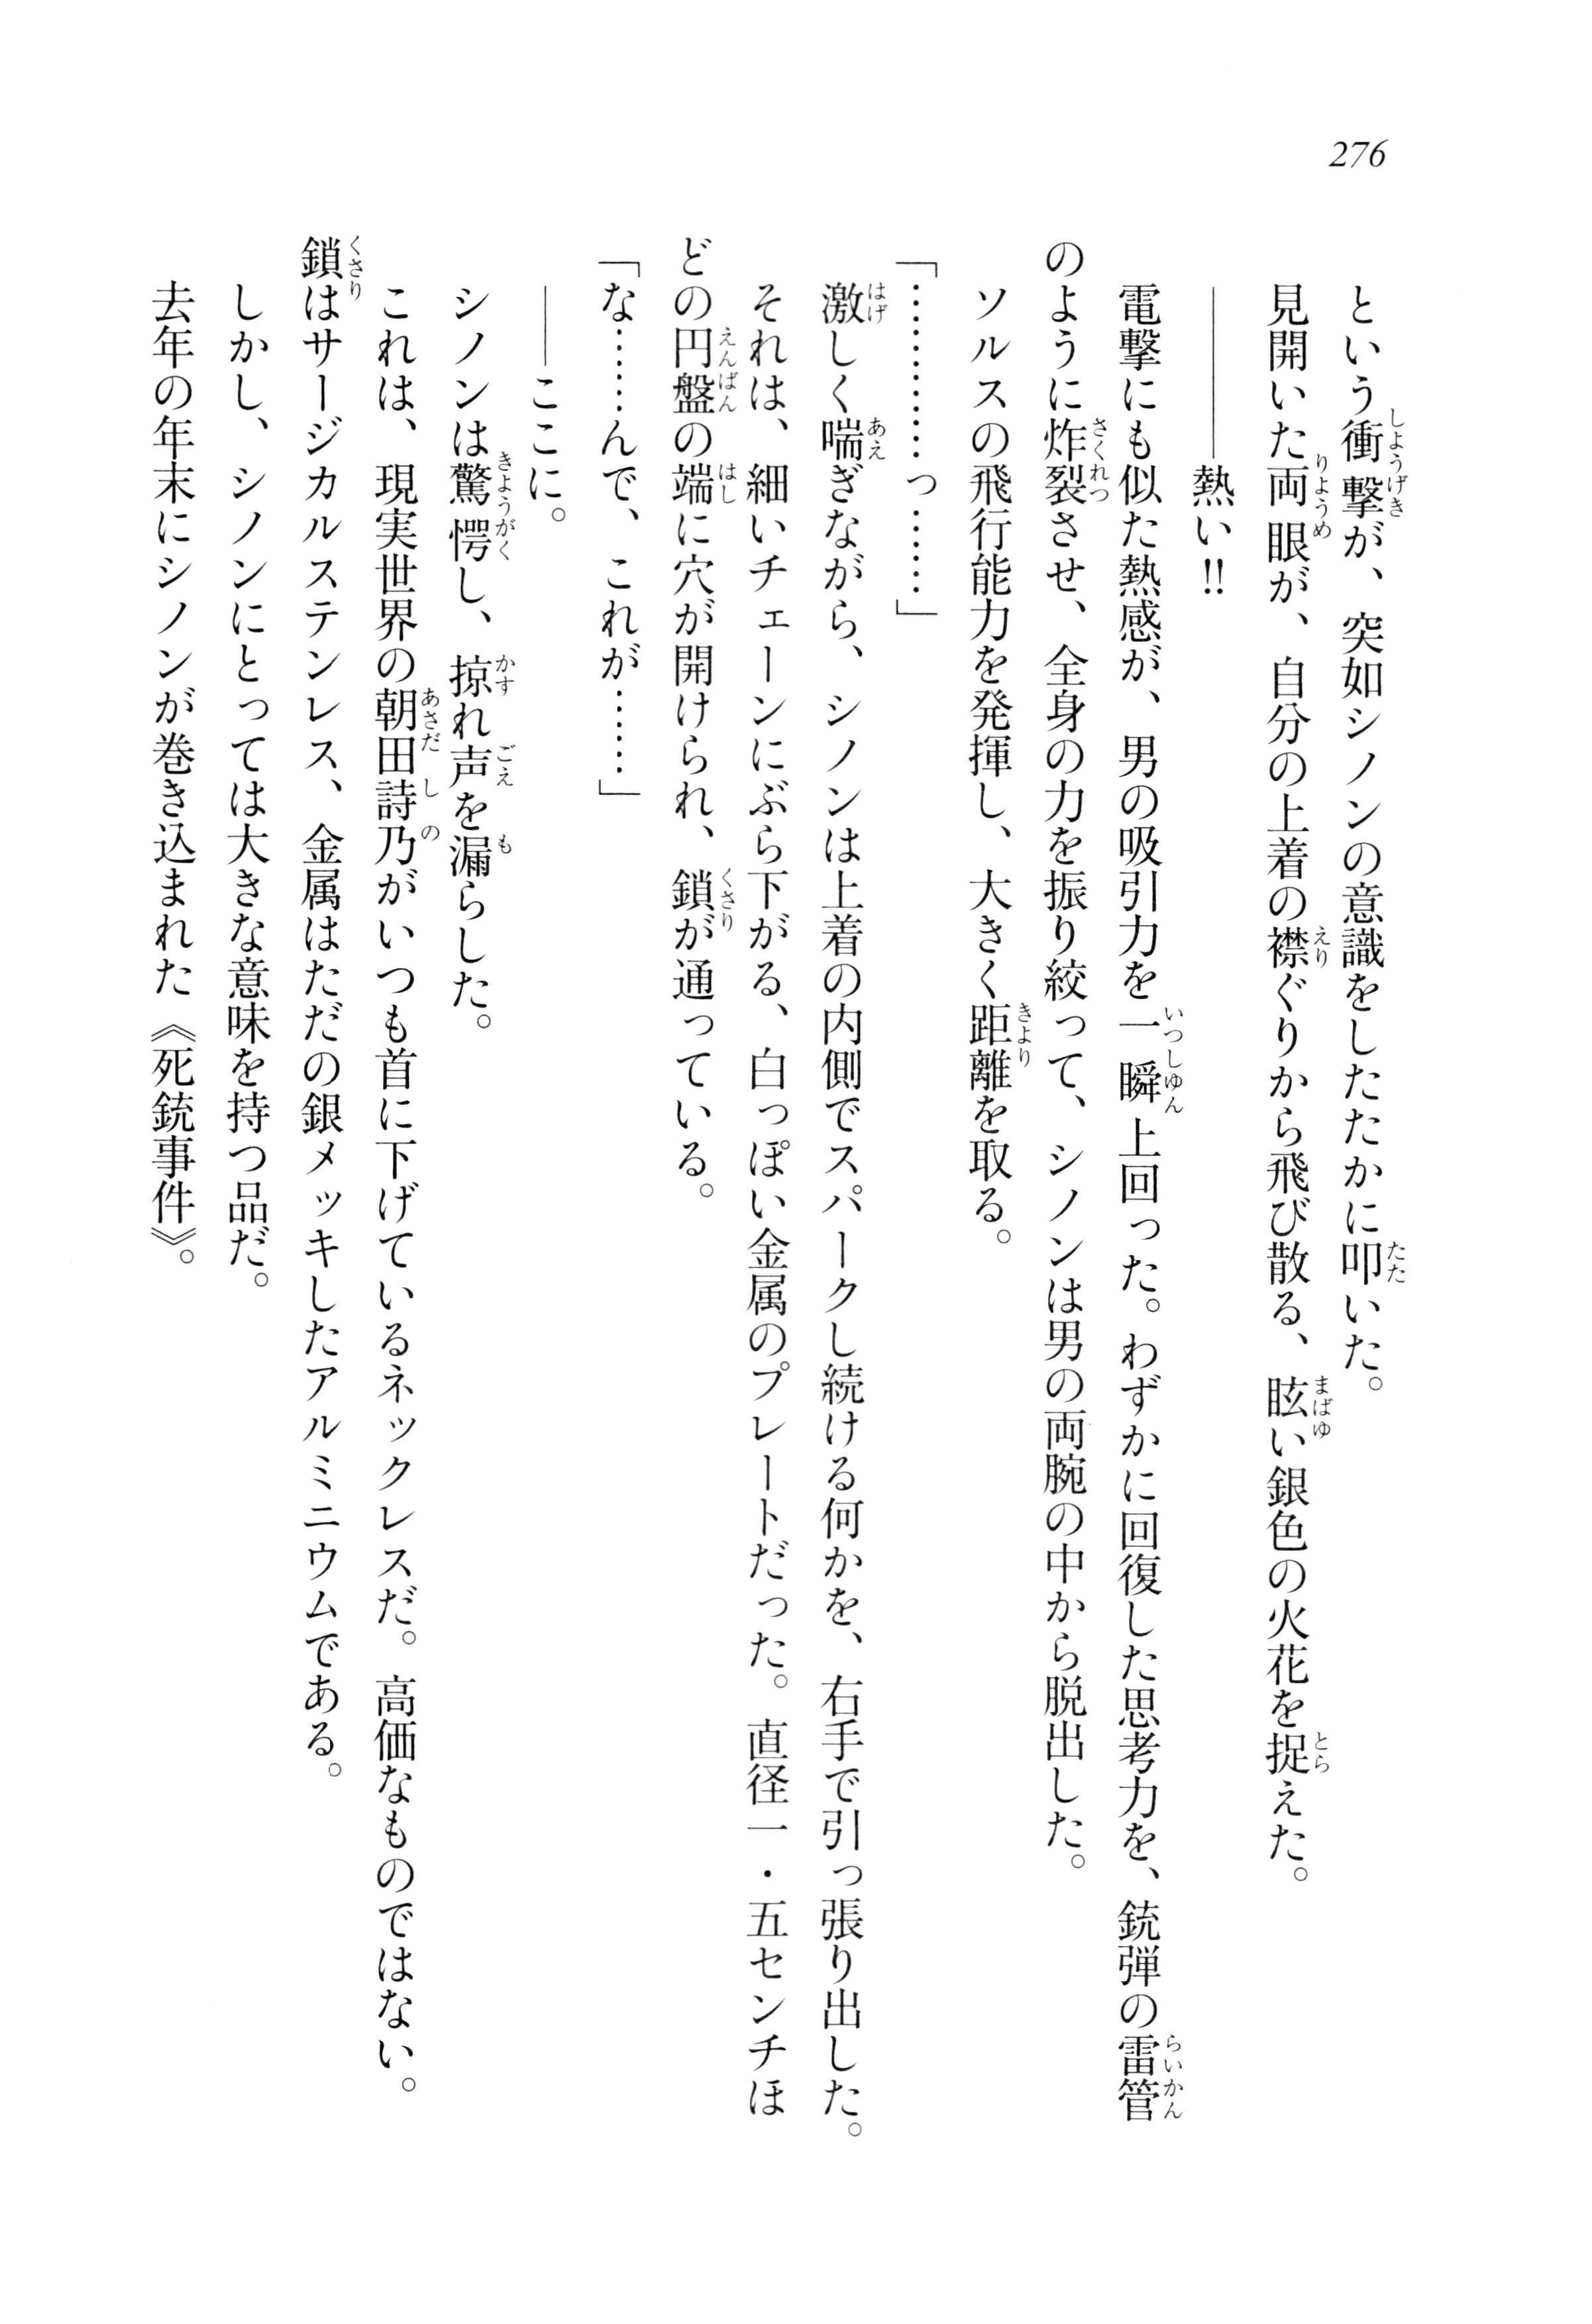 276
という衝撃が、突如シノンの意識をしたたかに叩いた。
見開いた両眼が、自分の上着の襟ぐりから飛び散る、眩い銀色の火花を捉えた。
――――熱い!!
電撃にも似た熱感が、男の吸引力を一瞬上回った。わずかに回復した思考力を、銃弾の雷管
のように炸裂させ、全身の力を振り絞って、シノンは男の両腕の中から脱出した。
ソルスの飛行能力を発揮し、大きく距離を取る。
「…………っ……」
激しく喘ぎながら、シノンは上着の内側でスパークし続ける何かを、右手で引っ張り出した。
それは、細いチェーンにぶら下がる、白っぽい金属のプレートだった。直径一・五センチほ
どの円盤の端に穴が開けられ、鎖が通っている。
「な……んで、これが……」
――ここに。
シノンは驚愕し、掠れ声を漏らした。
これは、現実世界の朝田詩乃がいつも首に下げているネックレスだ。高価なものではない。
鎖はサージカルステンレス、金属はただの銀メッキしたアルミニウムである。
しかし、シノンにとっては大きな意味を持つ品だ。
去年の年末にシノンが巻き込まれた《死銃事件》。